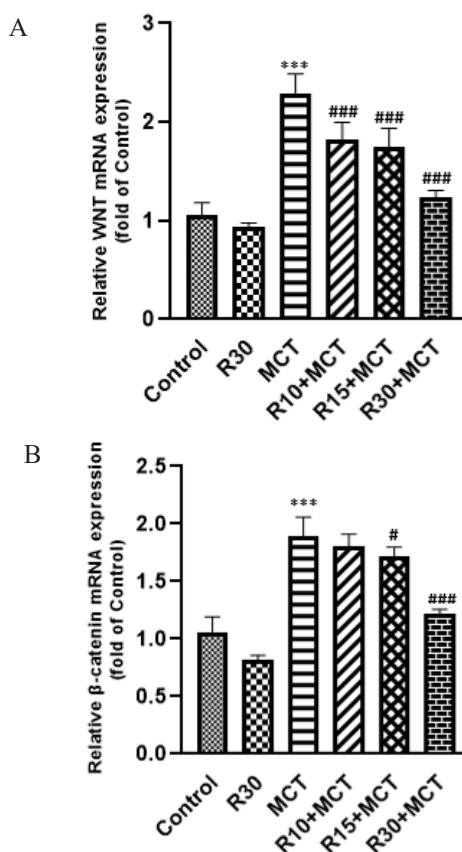 A
Relative WNT mRNA expression
(fold of Control)
3
2
1
0
***
###
###
###
Control
R30
MCT
R10+MCT
R15+MCT
R30+MCT
B
Relative β-catenin mRNA expression
(fold of Control)
2.5
2.0
1.5
1.0
0.5
0.0
***
#
###
Control
R30
MCT
R10+MCT
R15+MCT
R30+MCT